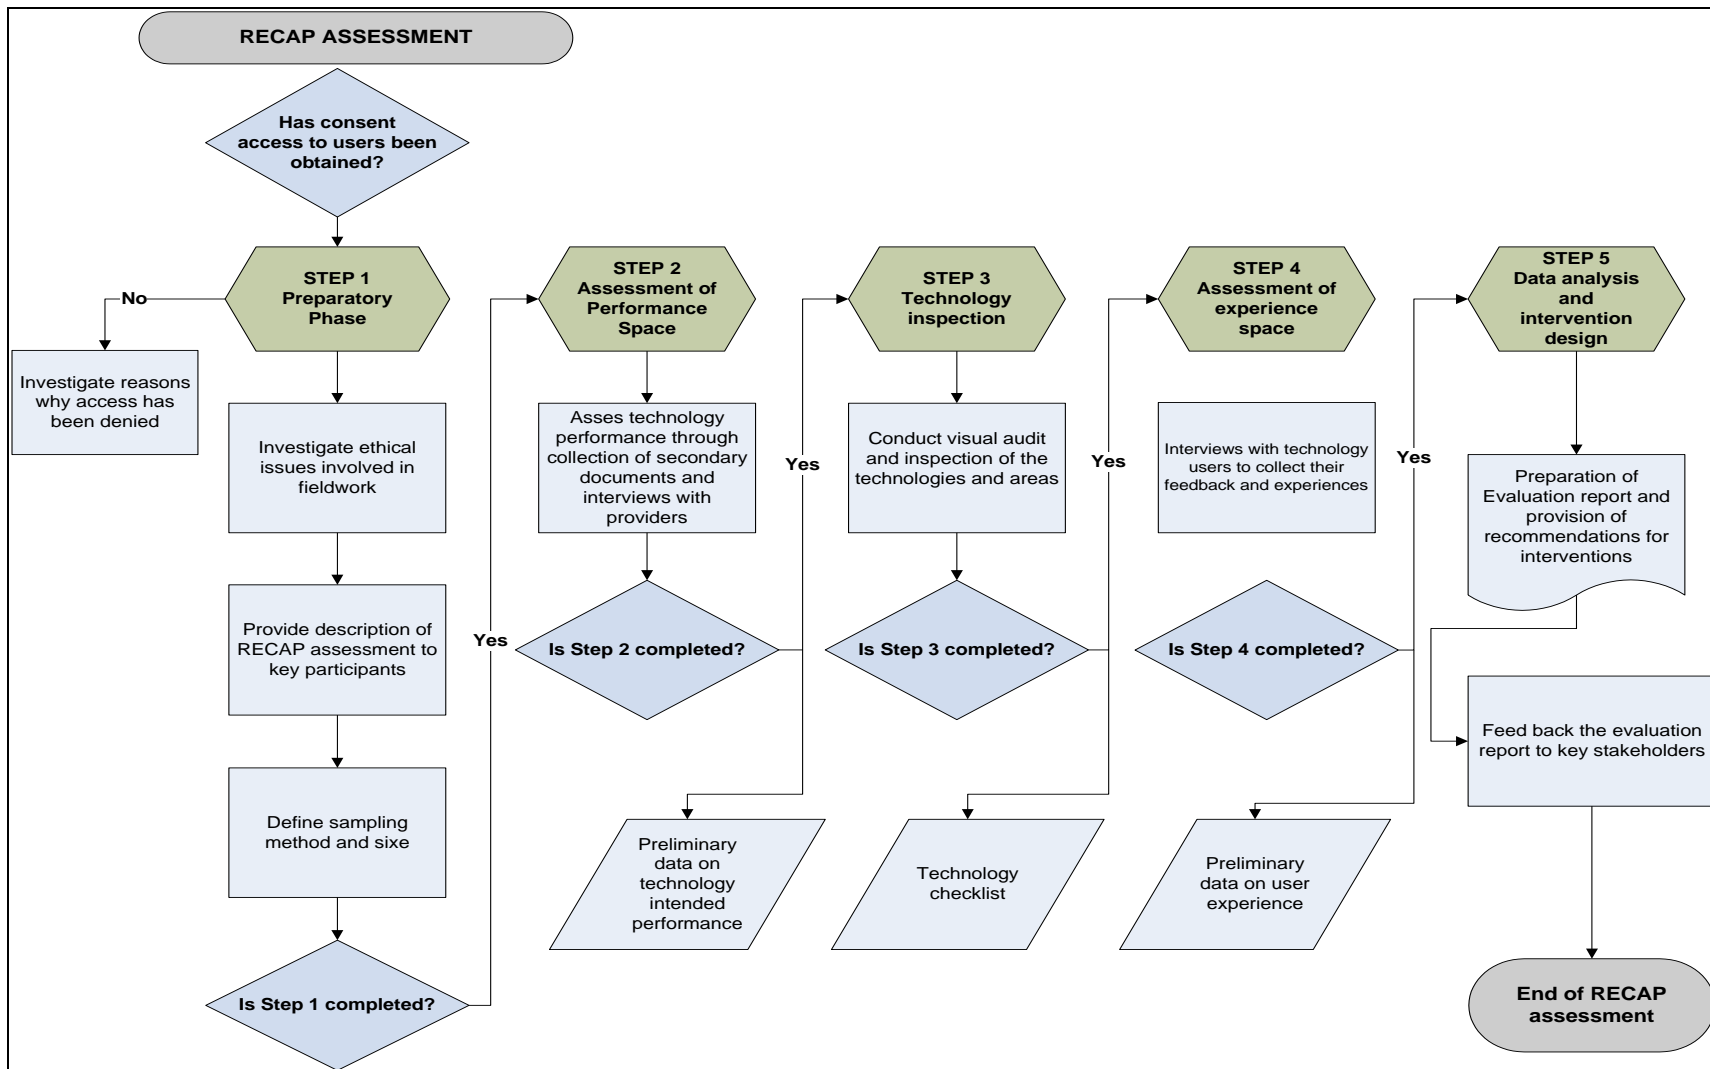 RECAP ASSESSMENT
Has consent
access to users been
obtained?
STEP 1
Preparatory
Phase
No
Investigate reasons
why access has
been denied
Investigate ethical
issues involved in
fieldwork
Provide description of
RECAP assessment to
key participants
Define sampling
method and sixe
Is Step 1 completed?
Yes
STEP 2
Assessment of
Performance
Space
Asses technology
performance through
collection of secondary
documents and
interviews with
providers
Is Step 2 completed?
Yes
Preliminary
data on
technology
intended
performance
STEP 3
Technology
inspection
Conduct visual audit
and inspection of the
technologies and areas
Is Step 3 completed?
Yes
Technology
checklist
STEP 4
Assessment of
experience
space
Interviews with technology
users to collect their
feedback and experiences
Is Step 4 completed?
Yes
Preliminary
data on user
experience
STEP 5
Data analysis
and
intervention
design
Preparation of
Evaluation report and
provision of
recommendations for
interventions
Feed back the evaluation
report to key stakeholders
End of RECAP
assessment